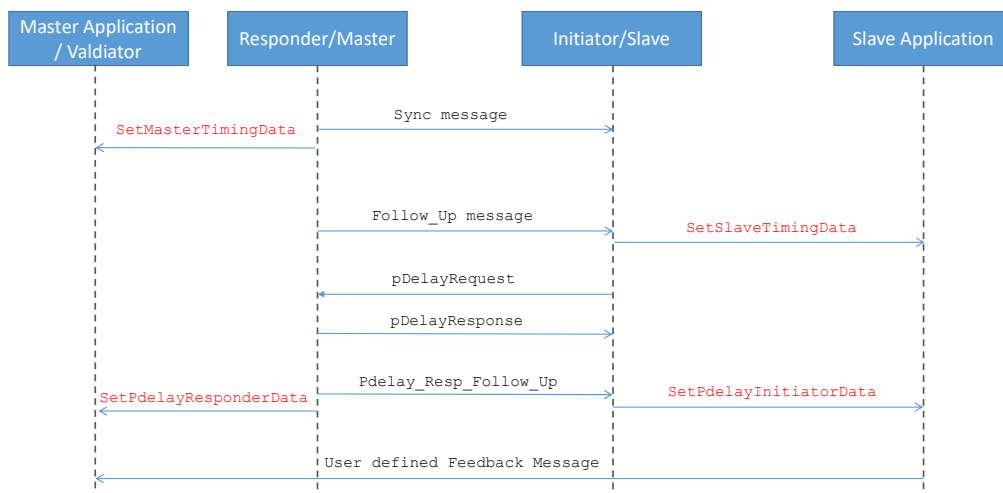 Master Application
/ Valdiator
Responder/Master
Initiator/Slave
Slave Application
Sync message
SetMasterTimingData
Follow_Up message
SetSlaveTimingData
pDelayRequest
pDelayResponse
Pdelay_Resp_Follow_Up
SetPdelayResponderData
SetPdelayInitiatorData
User defined Feedback Message